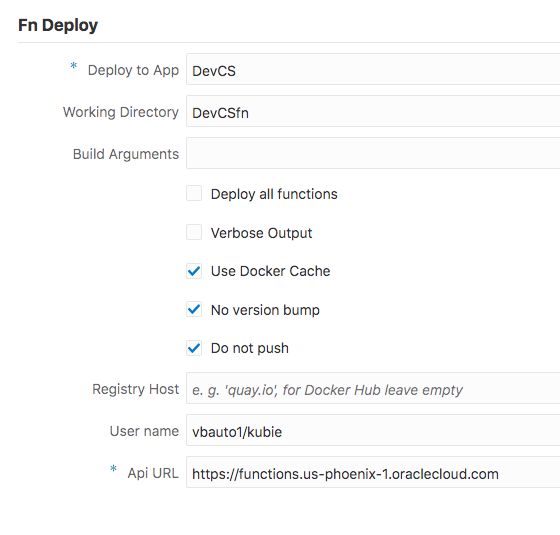 Fn Deploy
* Deploy to App DevCS
Working Directory DevCSfn
Build Arguments
Deploy all functions
Verbose Output
Use Docker Cache
No version bump
Do not push
Registry Host e. g. 'quay.io', for Docker Hub leave empty
User name vbauto1/kubie
* Api URL https://functions.us-phoenix-1.oraclecloud.com